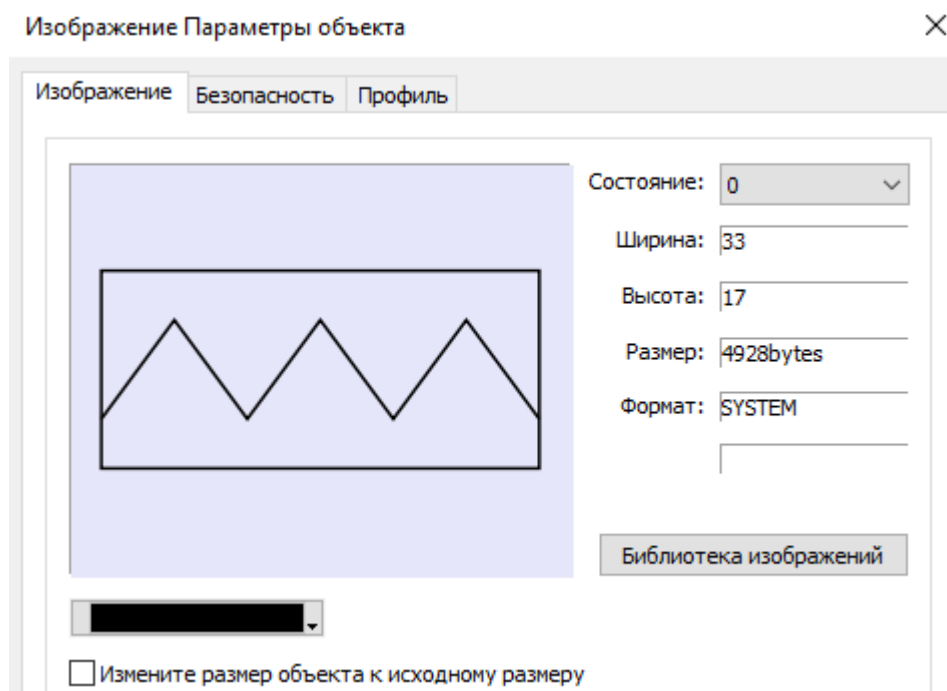 Изображение Параметры объекта
Изображение Безопасность Профиль
Состояние: 0
Ширина: 33
Высота: 17
Размер: 4928bytes
Формат: SYSTEM
Библиотека изображений
Измените размер объекта к исходному размеру